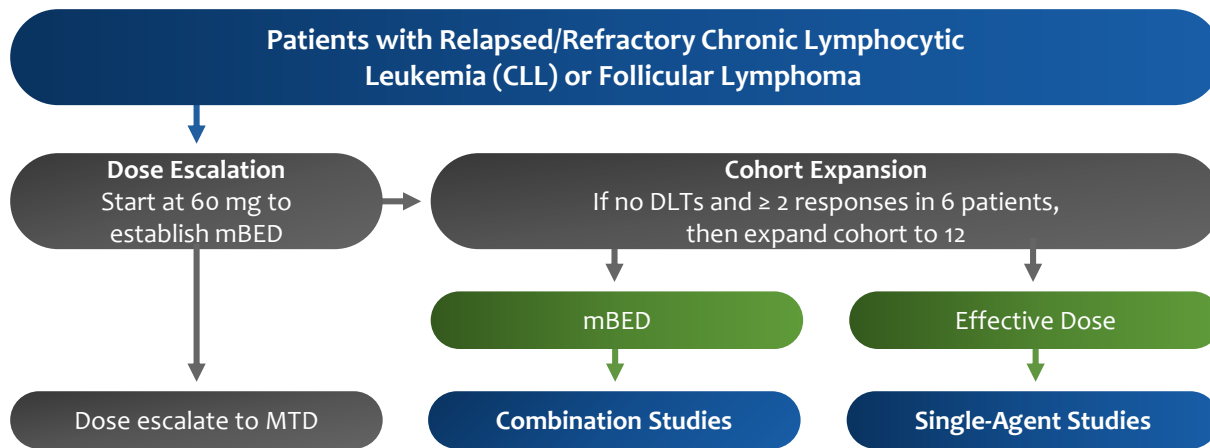 Patients with Relapsed/Refractory Chronic Lymphocytic
Leukemia (CLL) or Follicular Lymphoma
Dose Escalation
Start at 60 mg to
establish mBED
Cohort Expansion
If no DLTs and ≥ 2 responses in 6 patients,
then expand cohort to 12
mBED
Effective Dose
Dose escalate to MTD
Combination Studies
Single-Agent Studies